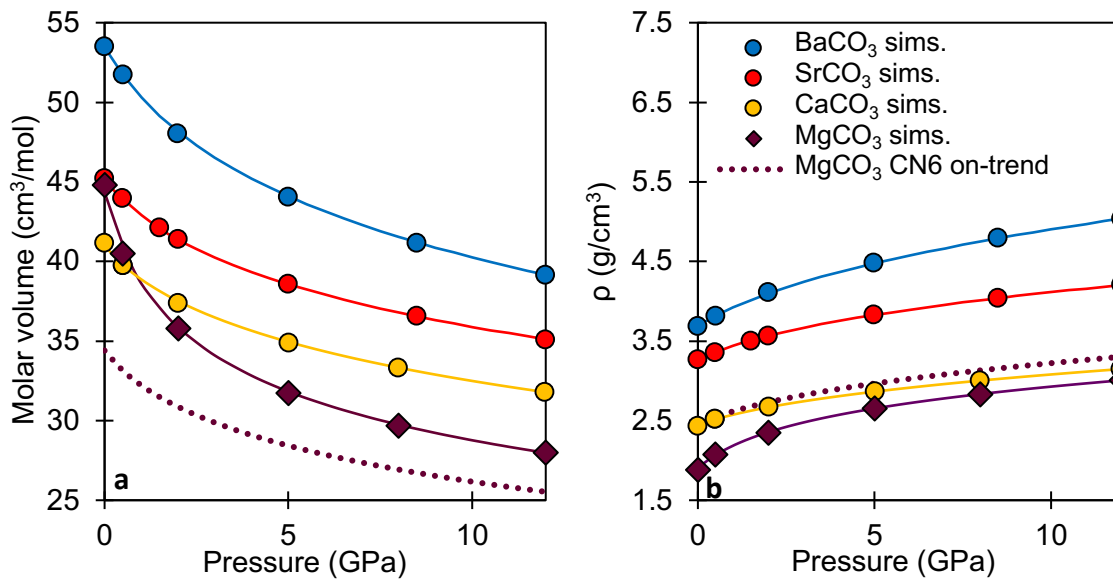 55
50
45
40
35
30
25
Molar volume (cm³/mol)
a
0
5
10
Pressure (GPa)
7.5
6.5
5.5
4.5
3.5
2.5
1.5
ρ (g/cm³)
BaCO₃ sims.
SrCO₃ sims.
CaCO₃ sims.
MgCO₃ sims.
MgCO₃ CN6 on-trend
b
0
5
10
Pressure (GPa)